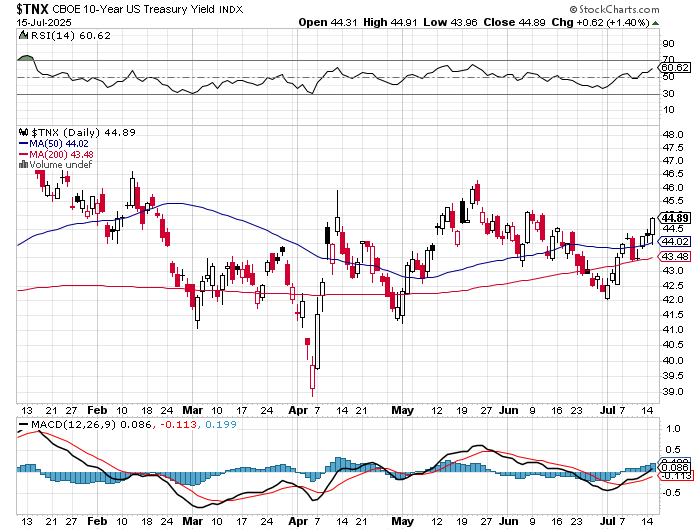 $TNX CBOE 10-Year US Treasury Yield INDX
© StockCharts.com
15-Jul-2025
Open 44.31 High 44.91 Low 43.96 Close 44.89 Chg +0.62 (+1.40%)
RSI(14) 60.62
90
70
60.62
50
30
10
$TNX (Daily) 44.89
MA(50) 44.02
MA(200) 43.48
Volume undef
48.0
47.5
47.0
46.5
46.0
45.5
44.89
44.5
44.02
43.48
43.0
42.5
42.0
41.5
41.0
40.5
40.0
39.5
39.0
13 21 27 Feb 10 18 24 Mar 10 17 24 Apr 7 14 21 May 12 19 27 Jun 9 16 23 Jul 7 14
MACD(12,26,9) 0.086, -0.113, 0.199
1.0
0.5
0.199
0.086
-0.113
-0.5
13 21 27 Feb 10 18 24 Mar 10 17 24 Apr 7 14 21 May 12 19 27 Jun 9 16 23 Jul 7 14